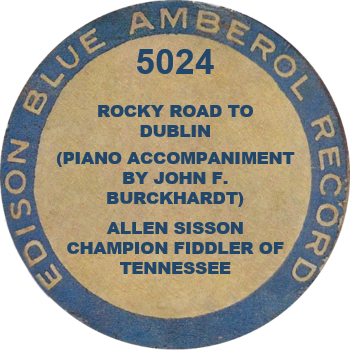 EDISON BLUE AMBEROL RECORD
5024
ROCKY ROAD TO
DUBLIN
(PIANO ACCOMPANIMENT
BY JOHN F.
BURCKHARDT)
ALLEN SISSON
CHAMPION FIDDLER OF
TENNESSEE